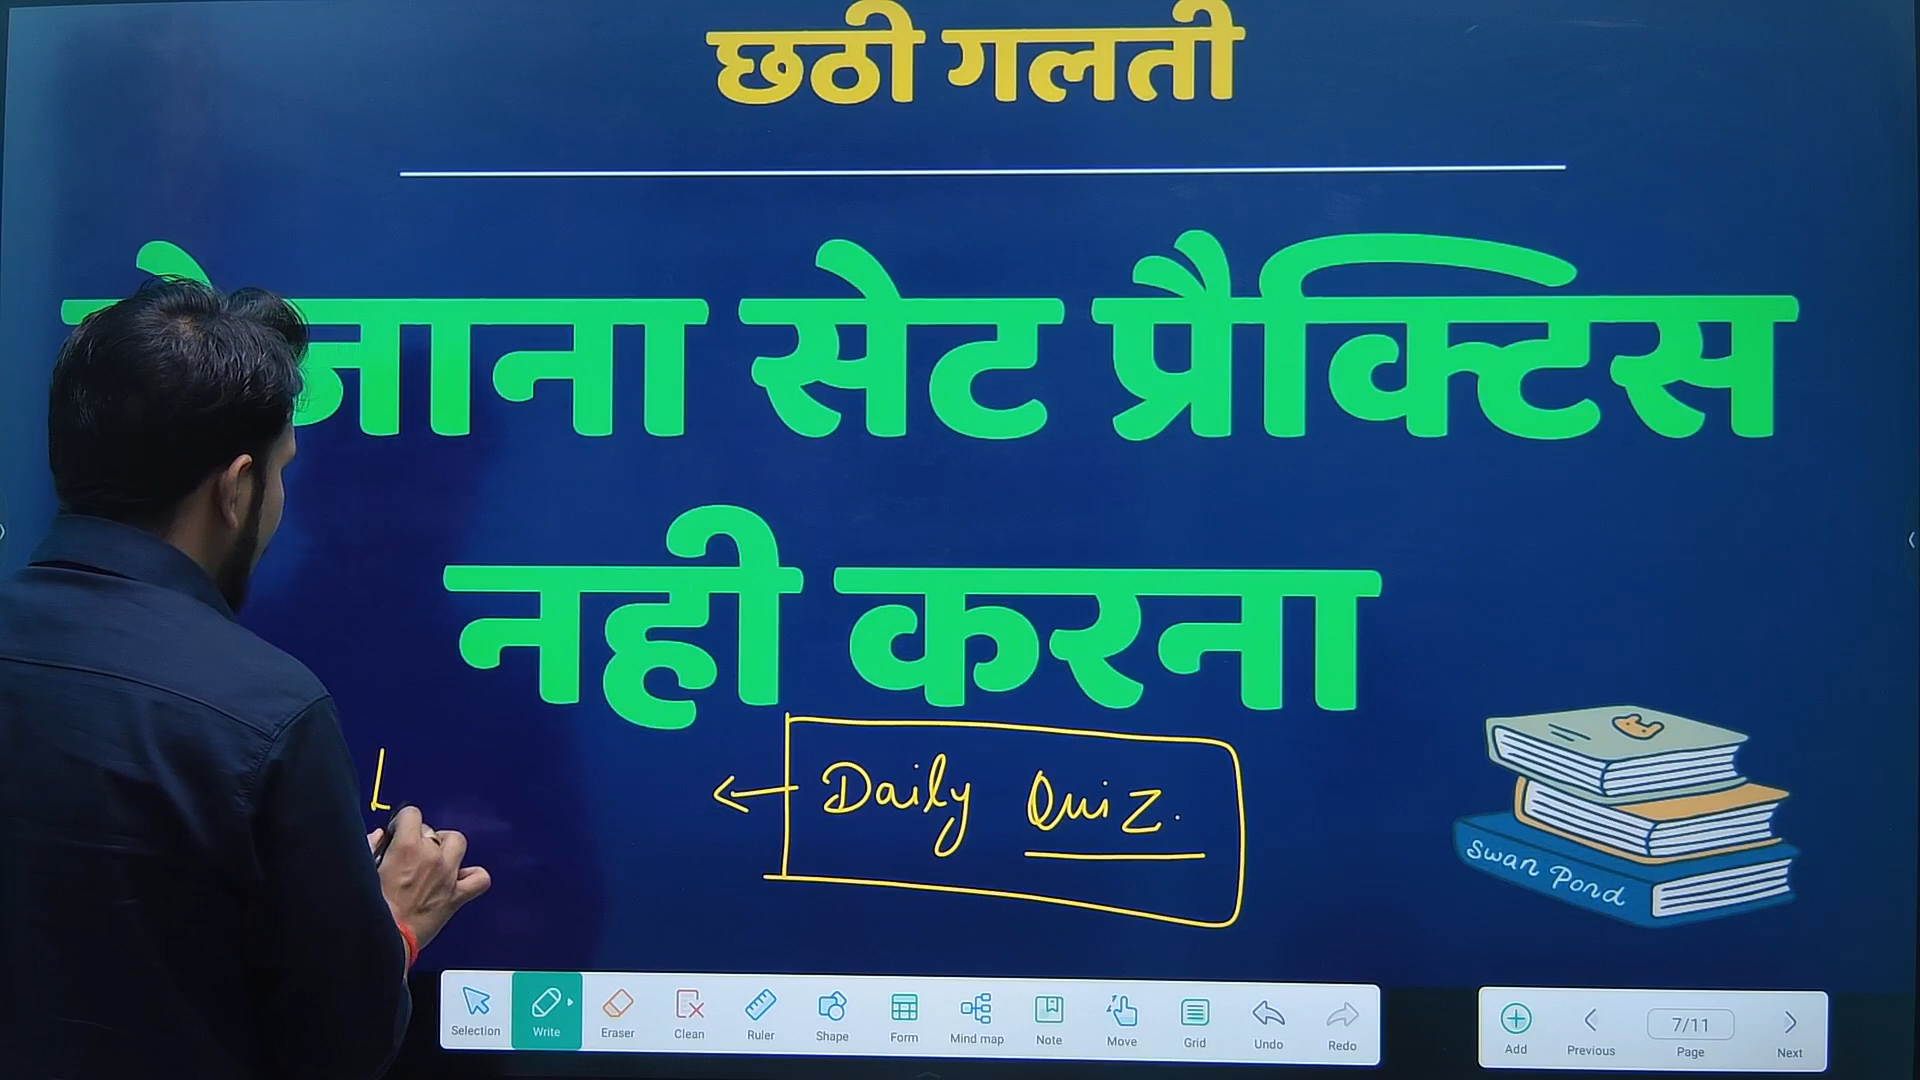 छठी गलती
रोजाना सेट प्रैक्टिस
नही करना
Daily Quiz.
Swan Pond
Selection
Write
Eraser
Clean
Ruler
Shape
Form
Mind map
Note
Move
Grid
Undo
Redo
Add
Previous
7/11
Page
Next